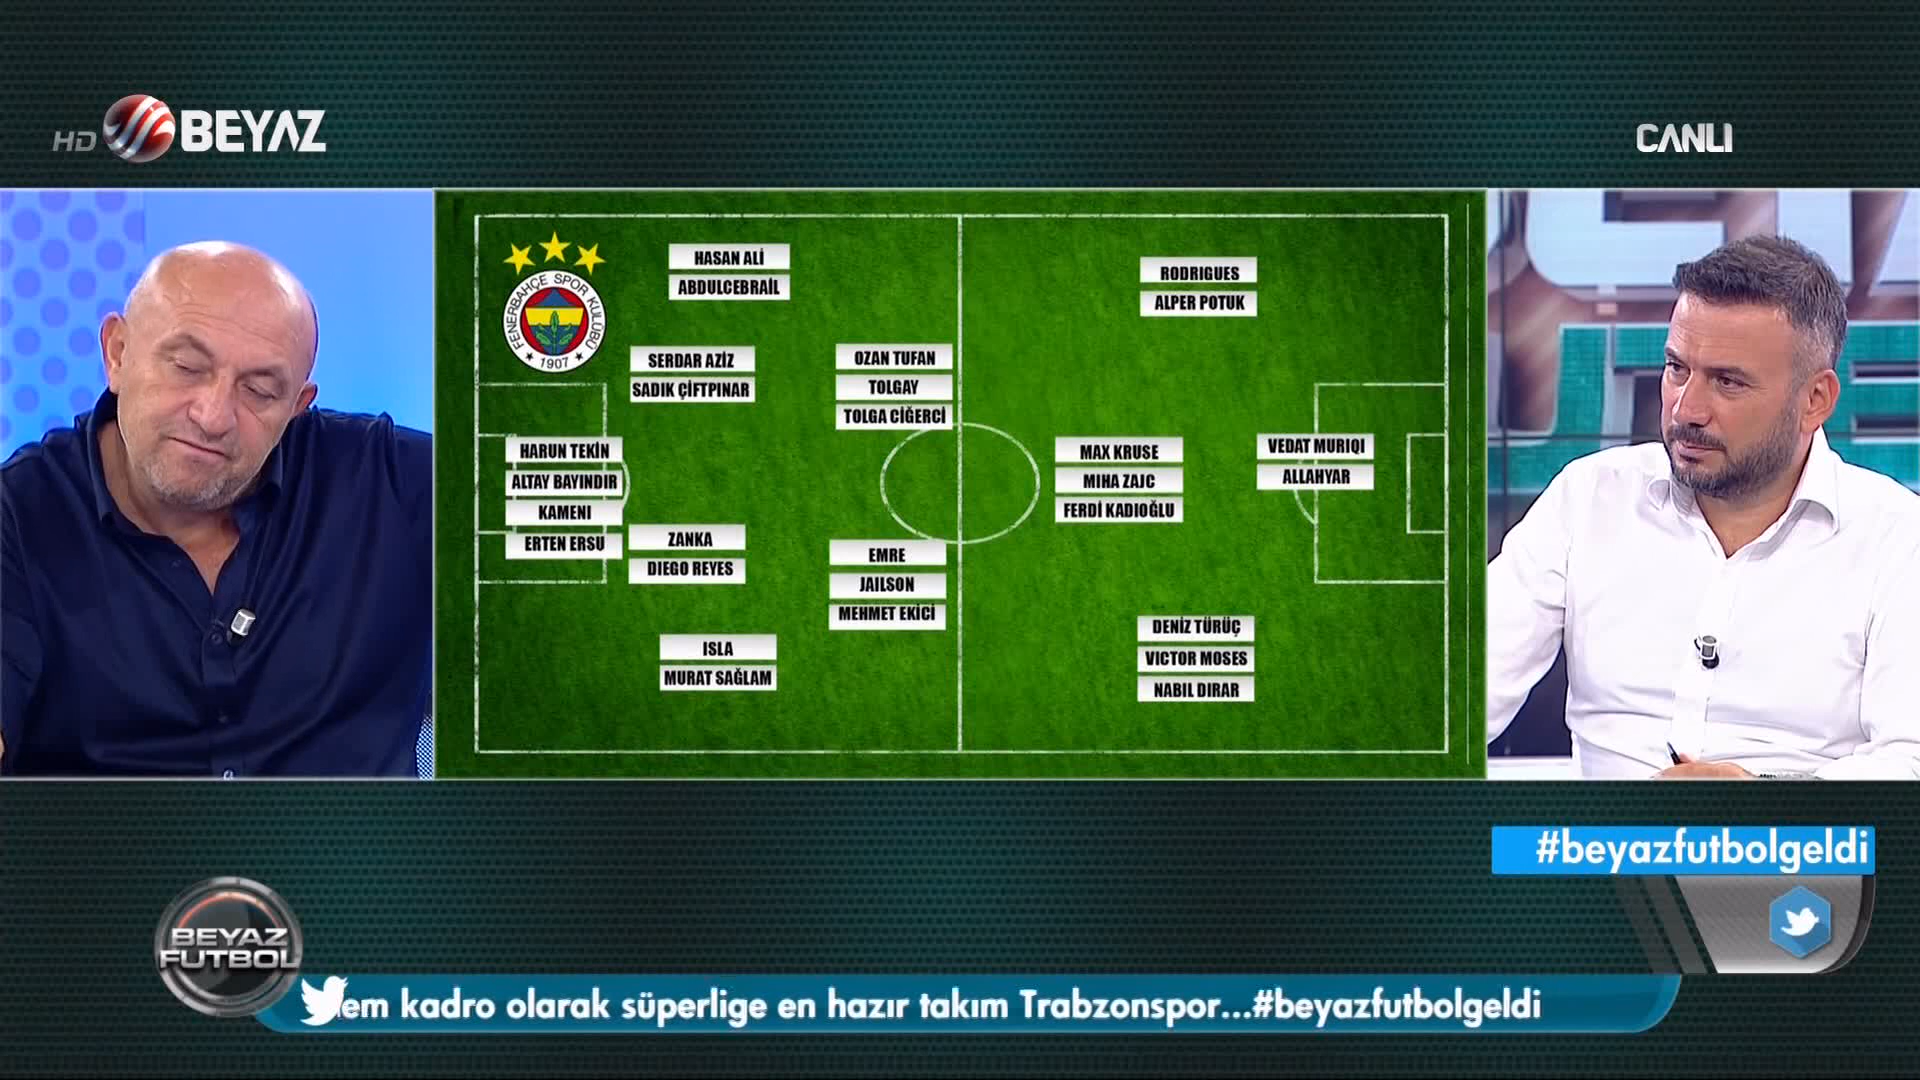 HD BEYAZ
CANLI
FENERBAHÇE SPOR KULÜBÜ
★ 1907 ★
HASAN ALİ
ABDULCEBRAİL
SERDAR AZİZ
SADIK ÇİFTPINAR
HARUN TEKİN
ALTAY BAYINDIR
KAMENI
ERTEN ERSU
ZANKA
DIEGO REYES
ISLA
MURAT SAĞLAM
OZAN TUFAN
TOLGAY
TOLGA CİĞERCİ
EMRE
JAILSON
MEHMET EKİCİ
RODRIGUES
ALPER POTUK
MAX KRUSE
MIHA ZAJC
FERDİ KADIOĞLU
VEDAT MURIQI
ALLAHYAR
DENİZ TÜRÜÇ
VICTOR MOSES
NABIL DIRAR
#beyazfutbolgeldi
BEYAZ
FUTBOL
kadro olarak süperlige en hazır takım Trabzonspor...#beyazfutbolgeldi